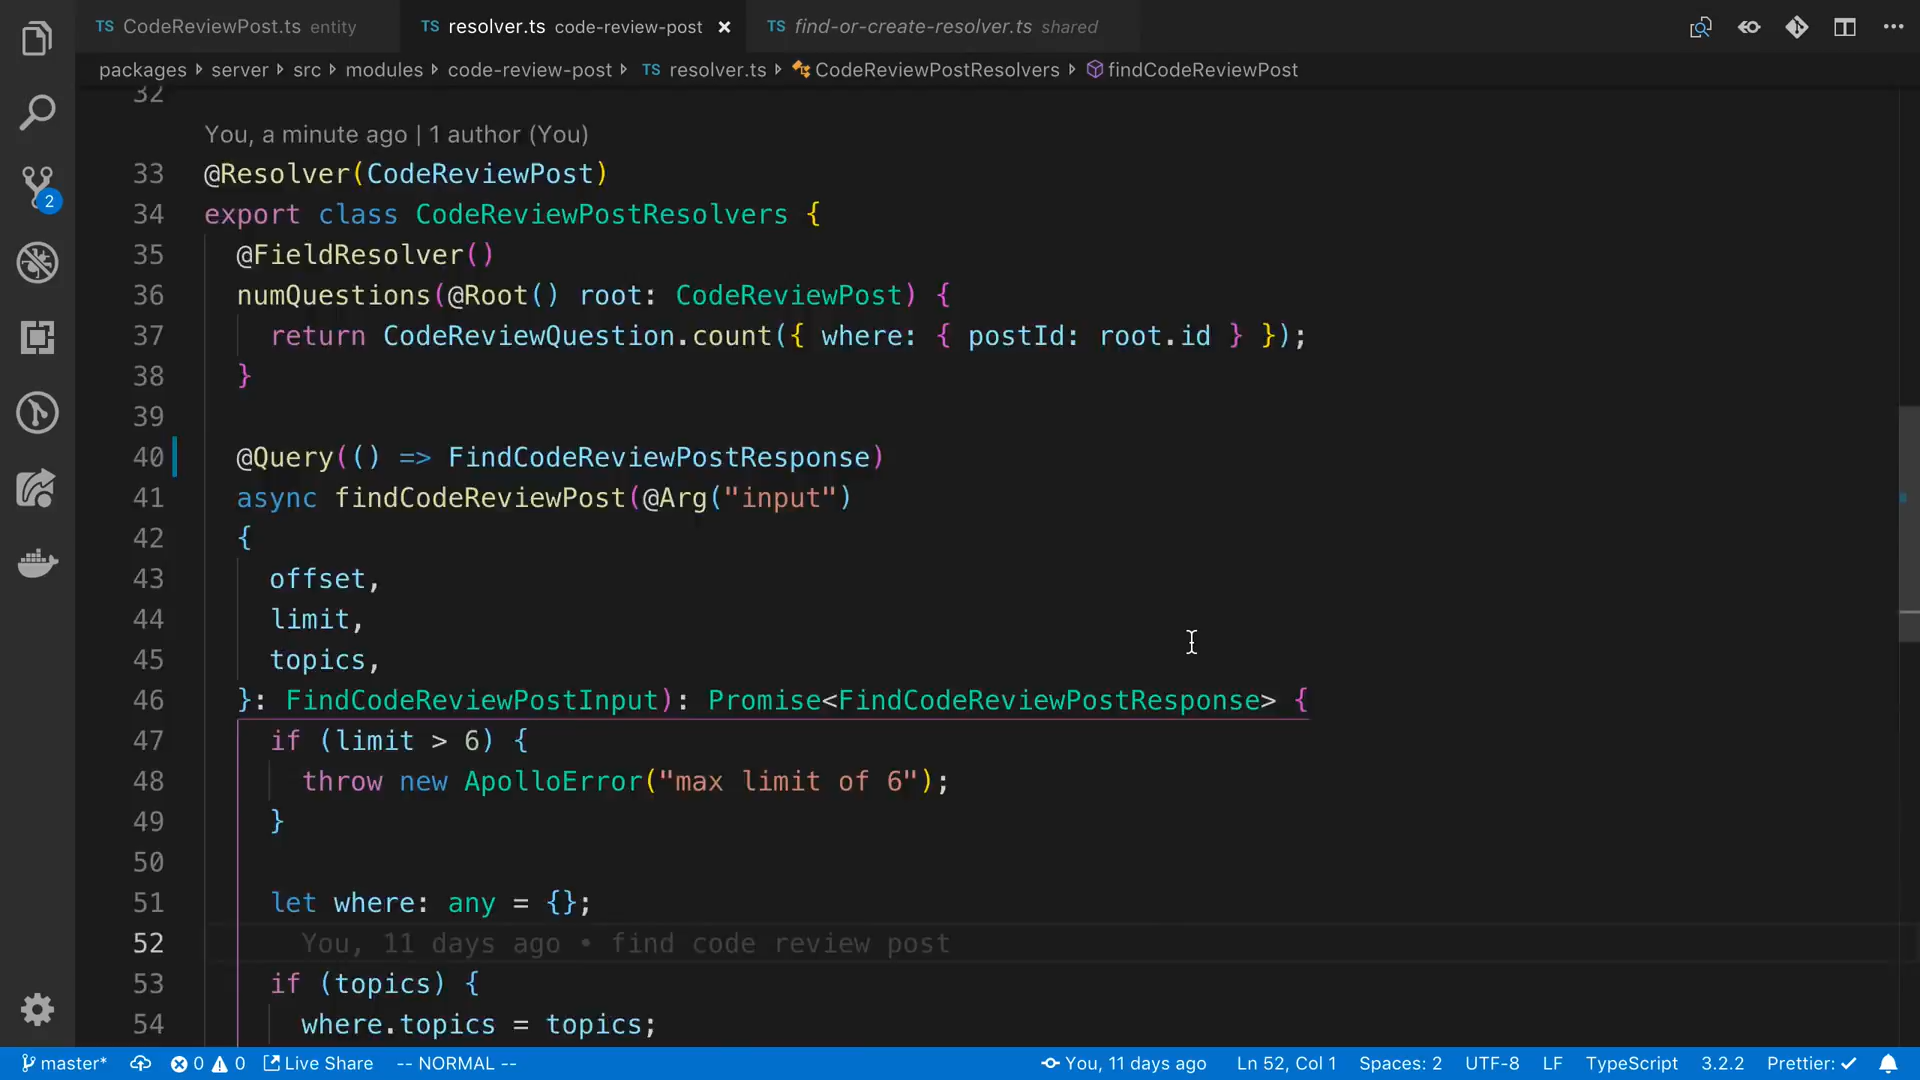 TS CodeReviewPost.ts entity TS resolver.ts code-review-post × TS find-or-create-resolver.ts shared
packages › server › src › modules › code-review-post › TS resolver.ts › CodeReviewPostResolvers › findCodeReviewPost
32
You, a minute ago | 1 author (You)
33 @Resolver(CodeReviewPost)
34 export class CodeReviewPostResolvers {
35 @FieldResolver()
36 numQuestions(@Root() root: CodeReviewPost) {
37 return CodeReviewQuestion.count({ where: { postId: root.id } });
38 }
39
40 @Query(() => FindCodeReviewPostResponse)
41 async findCodeReviewPost(@Arg("input")
42 {
43 offset,
44 limit,
45 topics,
46 }: FindCodeReviewPostInput): Promise<FindCodeReviewPostResponse> {
47 if (limit > 6) {
48 throw new ApolloError("max limit of 6");
49 }
50
51 let where: any = {};
52 You, 11 days ago • find code review post
53 if (topics) {
54 where.topics = topics;
2
master* 0 0 Live Share -- NORMAL -- You, 11 days ago Ln 52, Col 1 Spaces: 2 UTF-8 LF TypeScript 3.2.2 Prettier: ✓